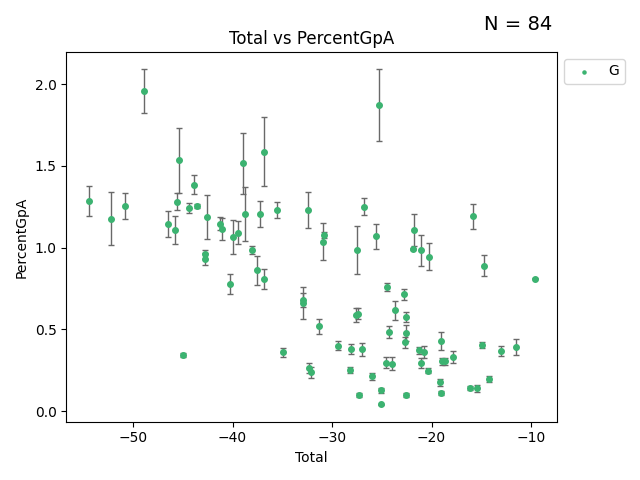 N = 84
Total vs PercentGpA
G
PercentGpA
2.0
1.5
1.0
0.5
0.0
−50 −40 −30 −20 −10
Total